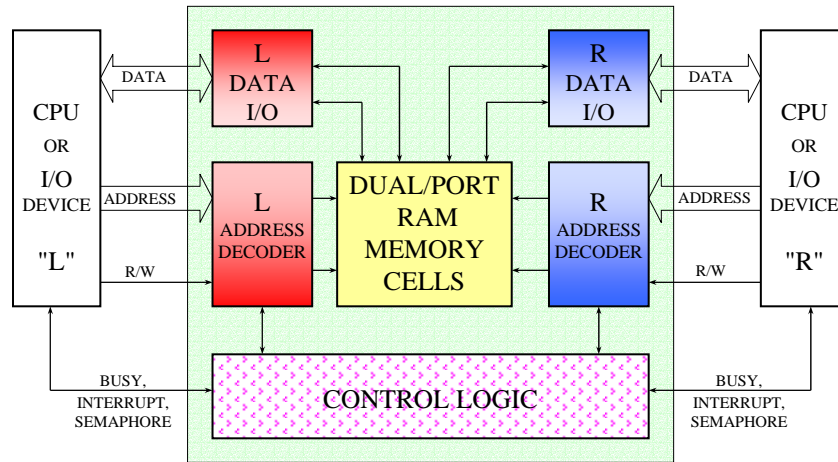 CPU
OR
I/O
DEVICE
"L"
DATA
ADDRESS
R/W
BUSY,
INTERRUPT,
SEMAPHORE
L
DATA
I/O
L
ADDRESS
DECODER
DUAL/PORT
RAM
MEMORY
CELLS
R
DATA
I/O
R
ADDRESS
DECODER
CONTROL LOGIC
DATA
ADDRESS
R/W
BUSY,
INTERRUPT,
SEMAPHORE
CPU
OR
I/O
DEVICE
"R"